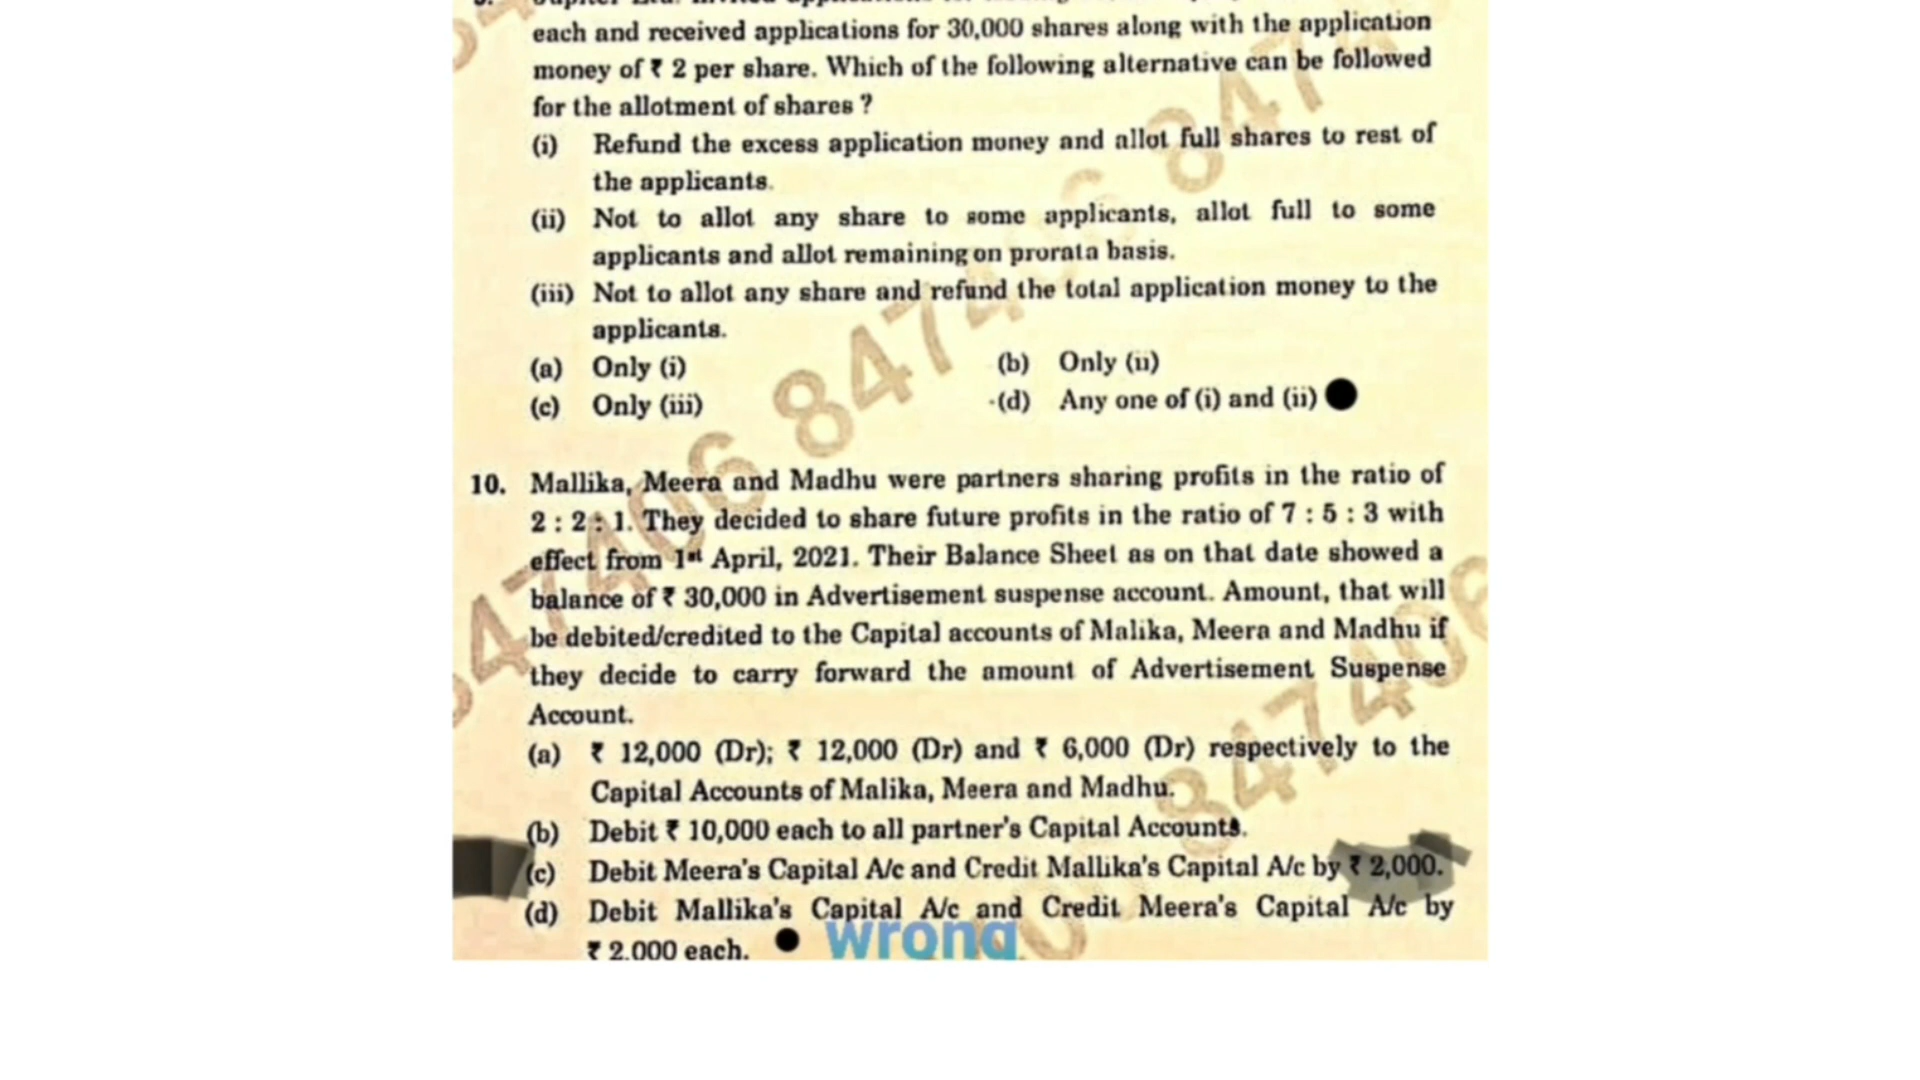 each and received applications for 30,000 shares along with the application
money of ₹ 2 per share. Which of the following alternative can be followed
for the allotment of shares ?
(i) Refund the excess application money and allot full shares to rest of
the applicants.
(ii) Not to allot any share to some applicants, allot full to some
applicants and allot remaining on prorata basis.
(iii) Not to allot any share and refund the total application money to the
applicants.
(a) Only (i) (b) Only (ii)
(c) Only (iii) (d) Any one of (i) and (ii)
10. Mallika, Meera and Madhu were partners sharing profits in the ratio of
2 : 2 : 1. They decided to share future profits in the ratio of 7 : 5 : 3 with
effect from 1st April, 2021. Their Balance Sheet as on that date showed a
balance of ₹ 30,000 in Advertisement suspense account. Amount, that will
be debited/credited to the Capital accounts of Malika, Meera and Madhu if
they decide to carry forward the amount of Advertisement Suspense
Account.
(a) ₹ 12,000 (Dr); ₹ 12,000 (Dr) and ₹ 6,000 (Dr) respectively to the
Capital Accounts of Malika, Meera and Madhu.
(b) Debit ₹ 10,000 each to all partner's Capital Accounts.
(c) Debit Meera's Capital A/c and Credit Mallika's Capital A/c by ₹ 2,000.
(d) Debit Mallika's Capital A/c and Credit Meera's Capital A/c by
₹ 2,000 each. wrong
847406 847406 847
847406 847406